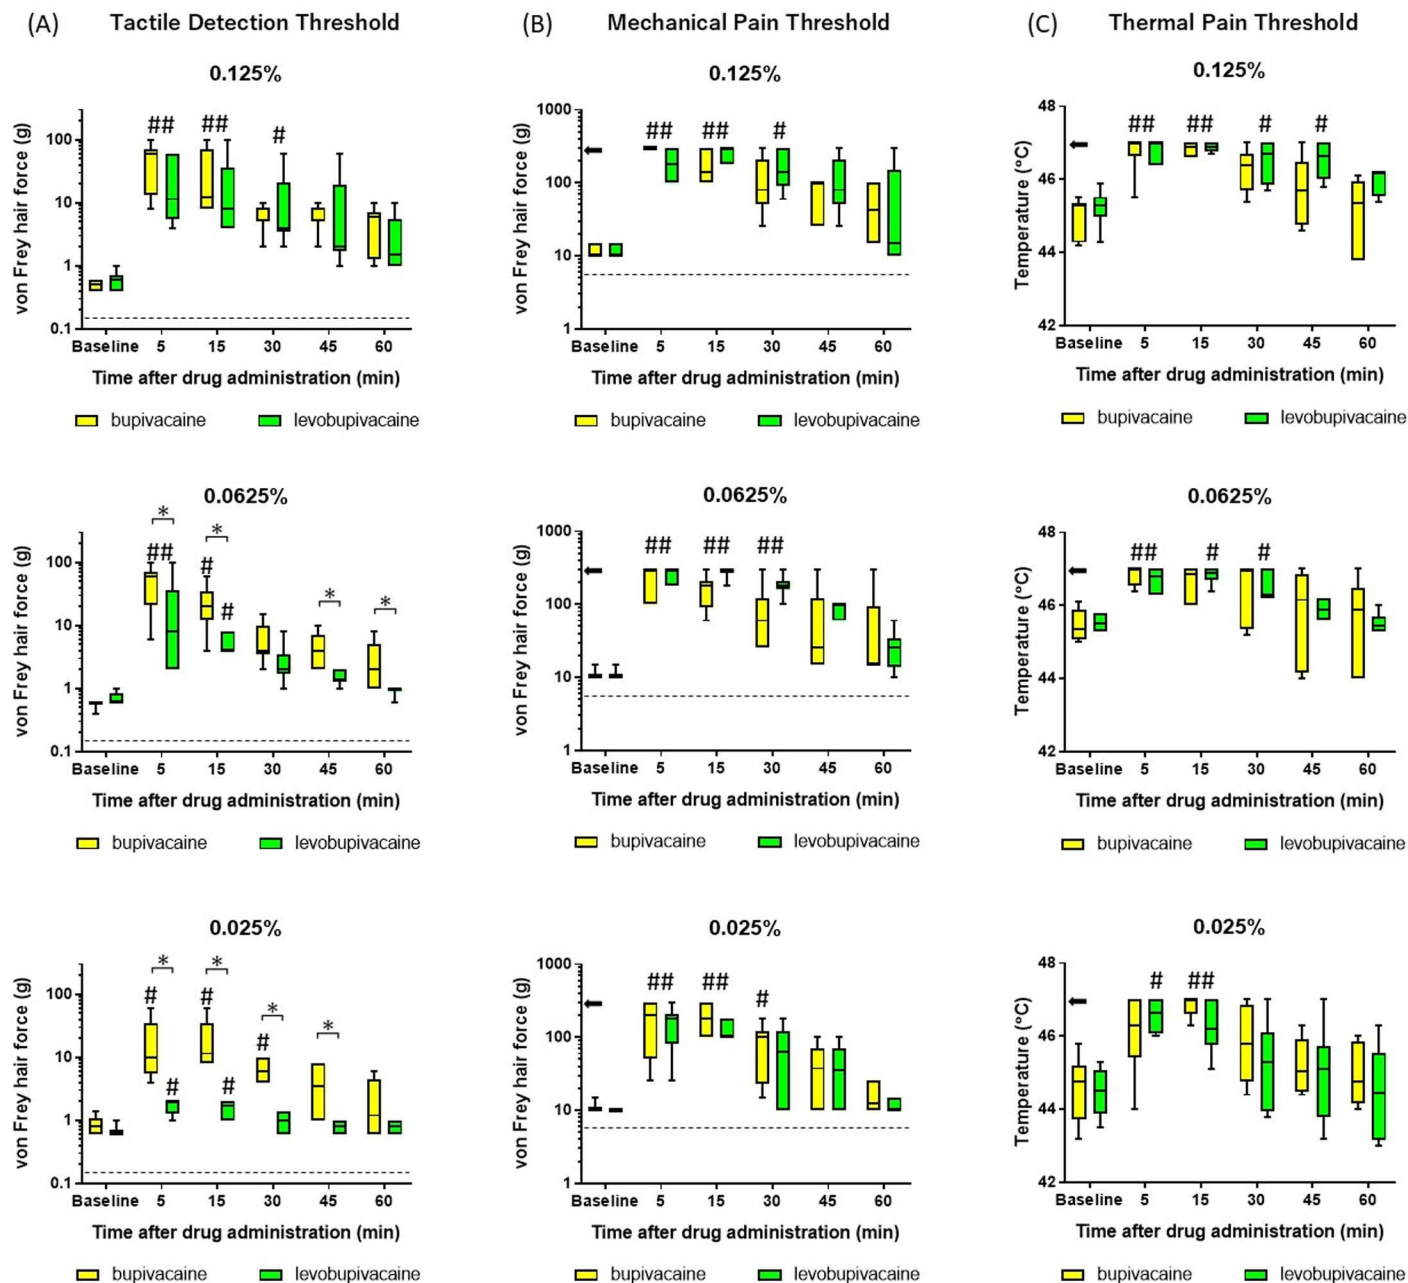 (A) Tactile Detection Threshold
(B) Mechanical Pain Threshold
(C) Thermal Pain Threshold
0.125%
von Frey hair force (g)
100
10
1
0.1
## ## #
Baseline 5 15 30 45 60
Time after drug administration (min)
bupivacaine levobupivacaine
0.125%
von Frey hair force (g)
1000
100
10
1
## ## #
Baseline 5 15 30 45 60
Time after drug administration (min)
bupivacaine levobupivacaine
0.125%
Temperature (°C)
48
46
44
42
## ## # #
Baseline 5 15 30 45 60
Time after drug administration (min)
bupivacaine levobupivacaine
0.0625%
von Frey hair force (g)
100
10
1
0.1
* * * *
## # #
Baseline 5 15 30 45 60
Time after drug administration (min)
bupivacaine levobupivacaine
0.0625%
von Frey hair force (g)
1000
100
10
1
## ## ##
Baseline 5 15 30 45 60
Time after drug administration (min)
bupivacaine levobupivacaine
0.0625%
Temperature (°C)
48
46
44
42
## # #
Baseline 5 15 30 45 60
Time after drug administration (min)
bupivacaine levobupivacaine
0.025%
von Frey hair force (g)
100
10
1
0.1
* * * *
# # #
# #
Baseline 5 15 30 45 60
Time after drug administration (min)
bupivacaine levobupivacaine
0.025%
von Frey hair force (g)
1000
100
10
1
## ## #
Baseline 5 15 30 45 60
Time after drug administration (min)
bupivacaine levobupivacaine
0.025%
Temperature (°C)
48
46
44
42
# ##
Baseline 5 15 30 45 60
Time after drug administration (min)
bupivacaine levobupivacaine